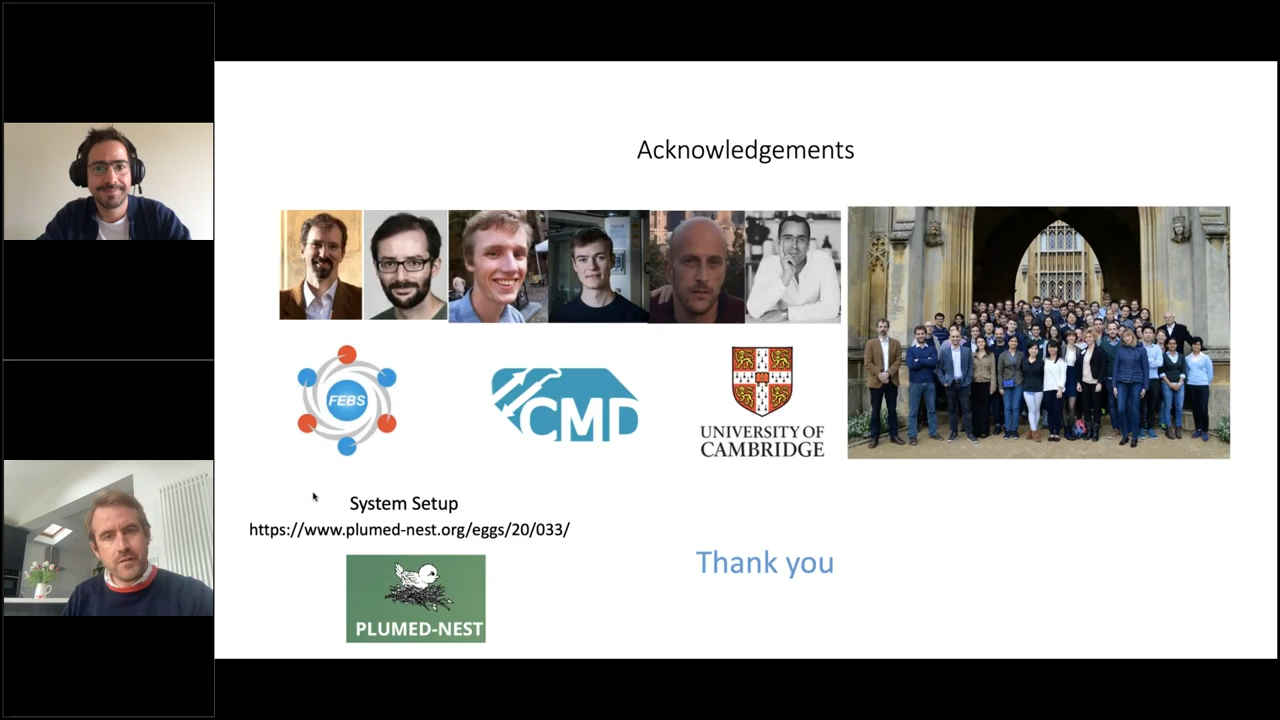 Acknowledgements
FEBS
CMD
UNIVERSITY OF
CAMBRIDGE
System Setup
https://www.plumed-nest.org/eggs/20/033/
Thank you
PLUMED-NEST